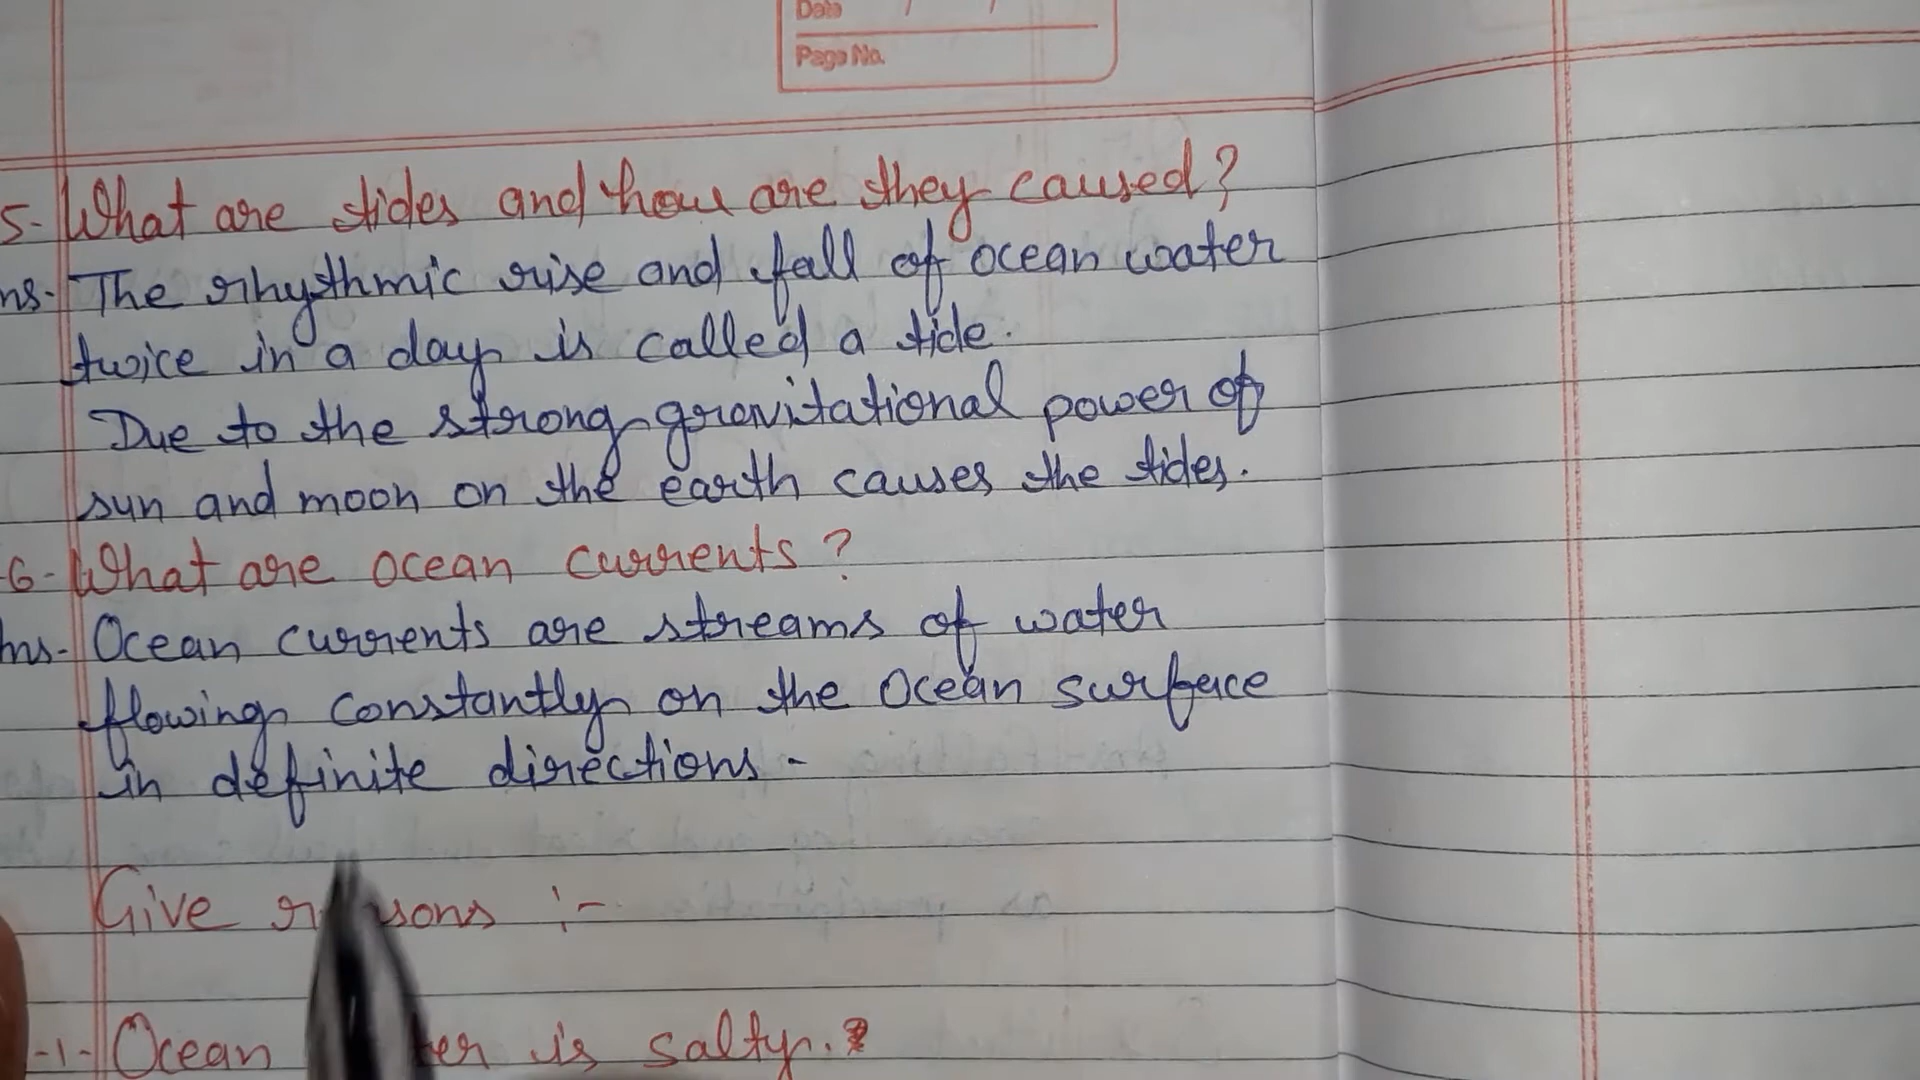 Date / /
Page No.
5. What are tides and how are they caused?
ns. The rhythmic rise and fall of ocean water
twice in a day is called a tide.
Due to the strong gravitational power of
sun and moon on the earth causes the tides.
6. What are ocean currents?
ns. Ocean currents are streams of water
flowing constantly on the Ocean surface
in definite directions.
Give :-
-1- Ocean is salty.